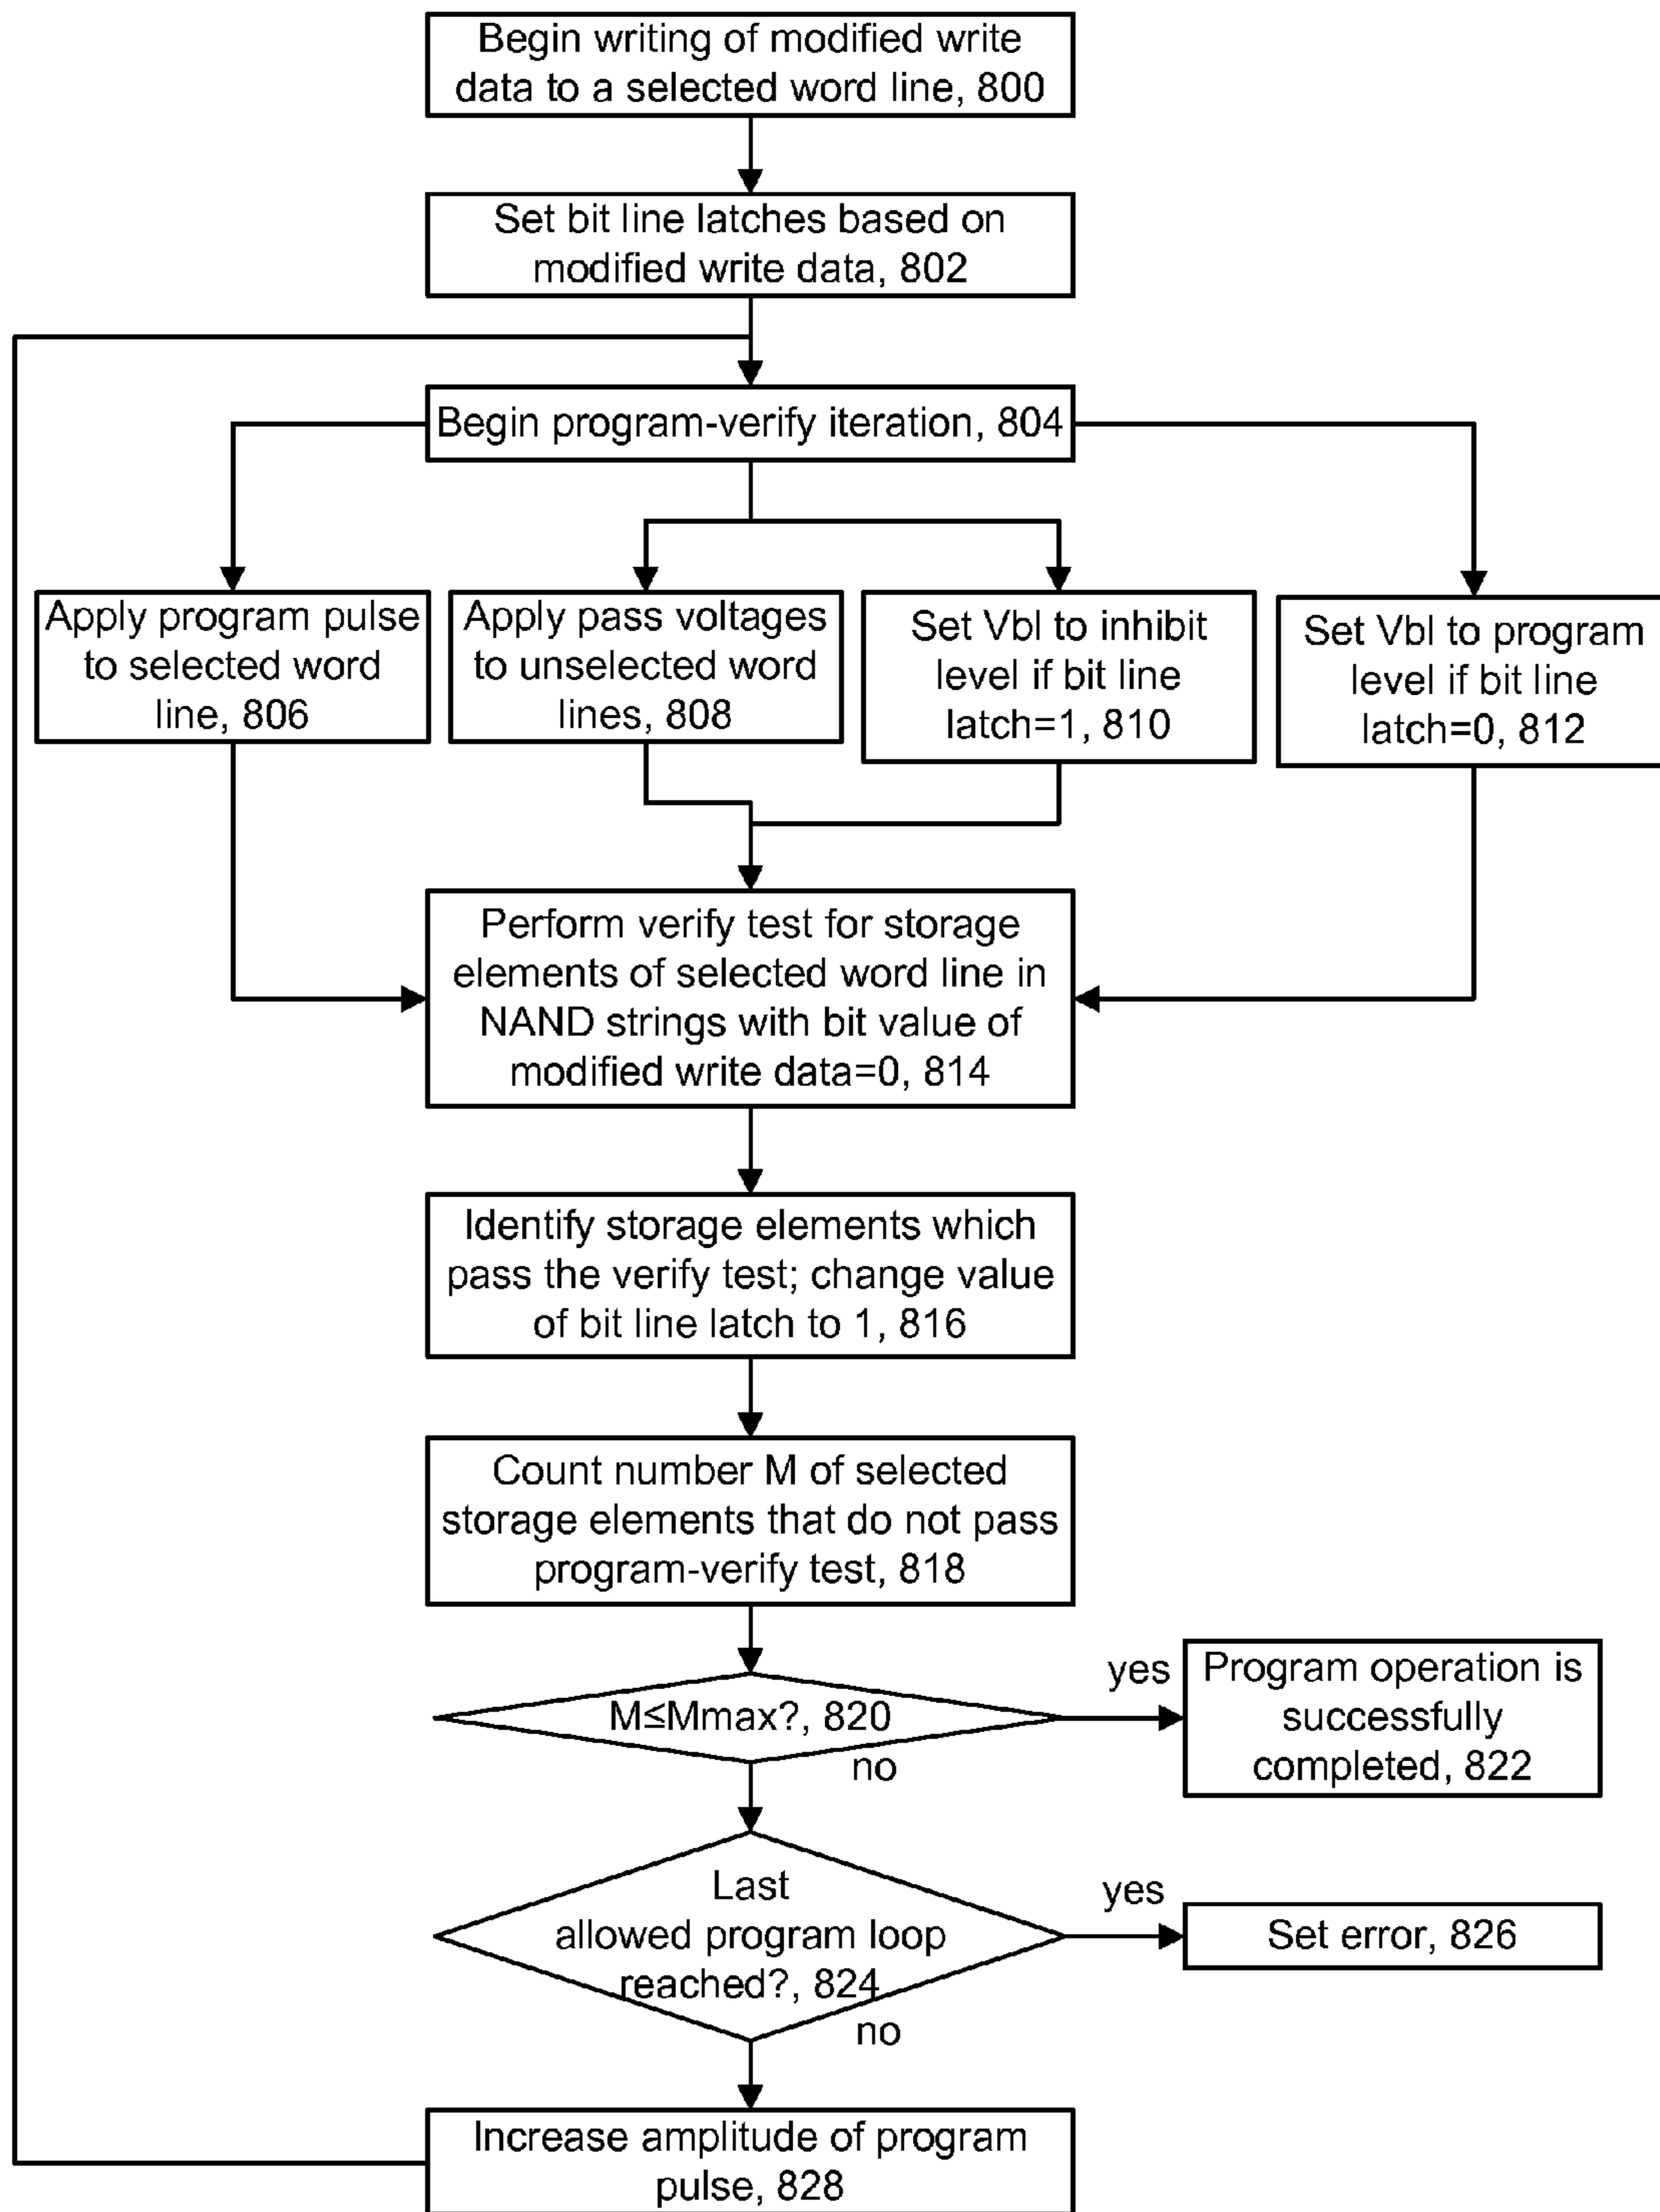 Begin writing of modified write
data to a selected word line, 800
Set bit line latches based on
modified write data, 802
Begin program-verify iteration, 804
Apply program pulse
to selected word
line, 806
Apply pass voltages
to unselected word
lines, 808
Set Vbl to inhibit
level if bit line
latch=1, 810
Set Vbl to program
level if bit line
latch=0, 812
Perform verify test for storage
elements of selected word line in
NAND strings with bit value of
modified write data=0, 814
Identify storage elements which
pass the verify test; change value
of bit line latch to 1, 816
Count number M of selected
storage elements that do not pass
program-verify test, 818
M≤Mmax?, 820
yes
Program operation is
successfully
completed, 822
no
Last
allowed program loop
reached?, 824
yes
Set error, 826
no
Increase amplitude of program
pulse, 828